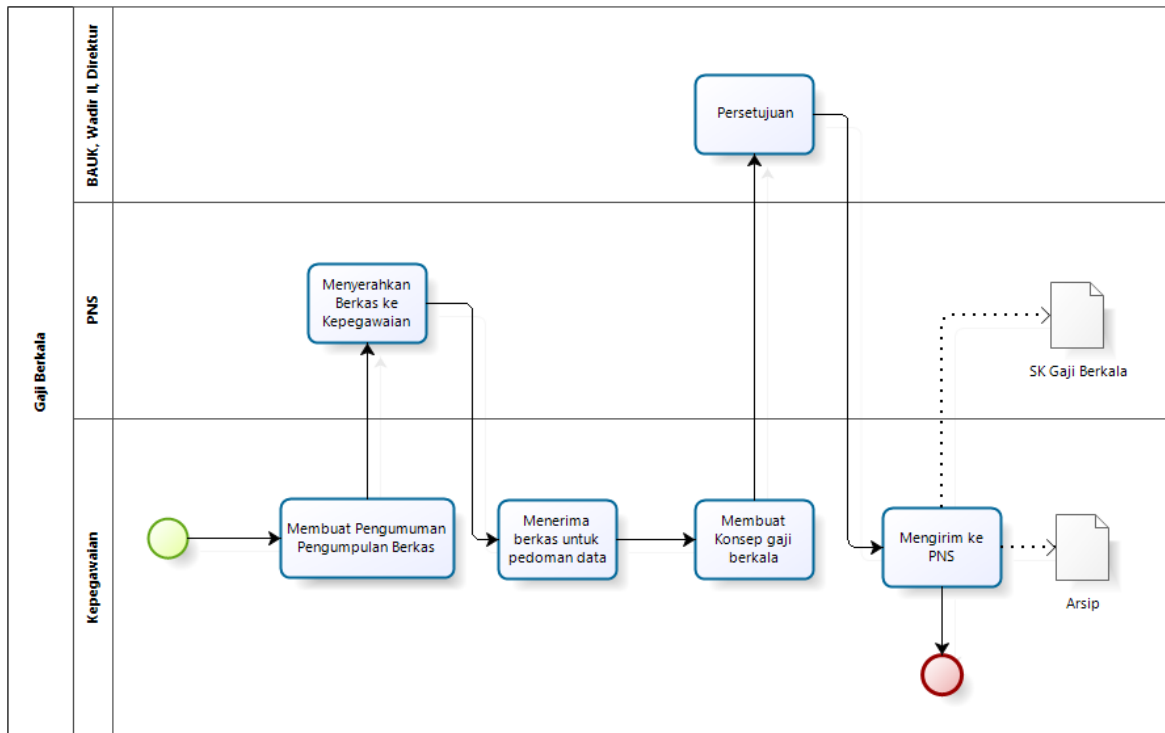 Gaji Berkala
BAUK, Wadir II, Direktur
Persetujuan
PNS
Menyerahkan
Berkas ke
Kepegawaian
SK Gaji Berkala
Kepegawaian
Membuat Pengumuman
Pengumpulan Berkas
Menerima
berkas untuk
pedoman data
Membuat
Konsep gaji
berkala
Mengirim ke
PNS
Arsip